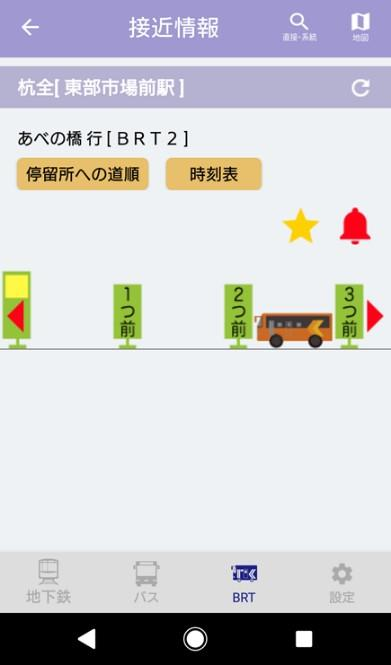 接近情報
直接・系統
地図
杭全[ 東部市場前駅 ]
あべの橋 行 [ ＢＲＴ２ ]
停留所への道順
時刻表
1つ前
2つ前
3つ前
地下鉄
バス
BRT
設定